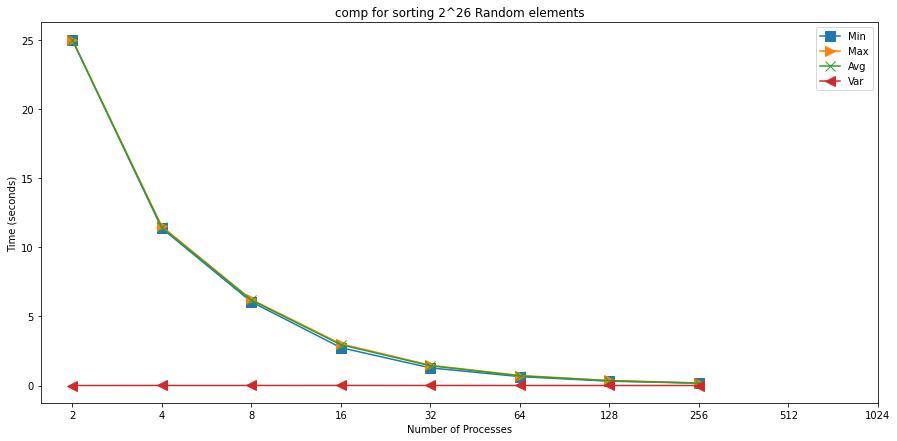 comp for sorting 2^26 Random elements
Min
Max
Avg
Var
25
20
15
10
5
0
Time (seconds)
2 4 8 16 32 64 128 256 512 1024
Number of Processes